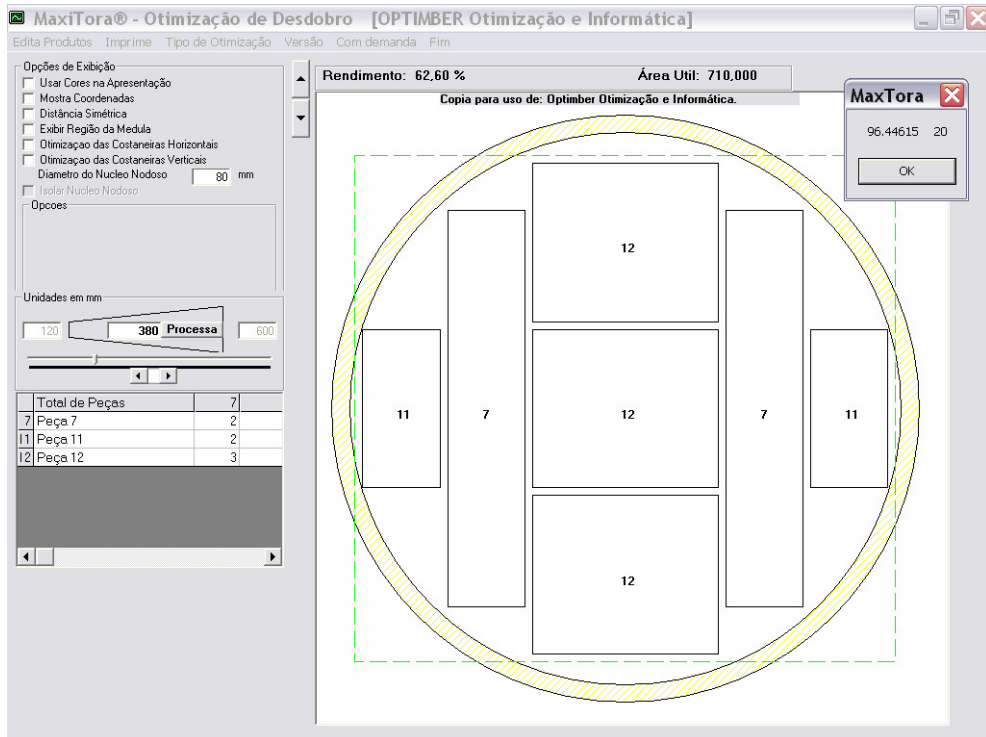 MaxiTora® - Otimização de Desdobro [OPTIMBER Otimização e Informática]
Edita Produtos Imprime Tipo de Otimização Versão Com demanda Fim
Opções de Exibição
Usar Cores na Apresentação
Mostra Coordenadas
Distância Simétrica
Exibir Região da Medula
Otimização das Costaneiras Horizontais
Otimizaçao das Costaneiras Verticais
Diametro do Nucleo Nodoso 80 mm
Isolar Nucleo Nodoso
Opcoes
Unidades em mm
120 380 Processa 600
Total de Peças 7
7 Peça 7 2
11 Peça 11 2
12 Peça 12 3
Rendimento: 62,60 % Área Util: 710,000
Copia para uso de: Optimber Otimização e Informática.
MaxTora
96.44615 20
OK
12
11 7 12 7 11
12